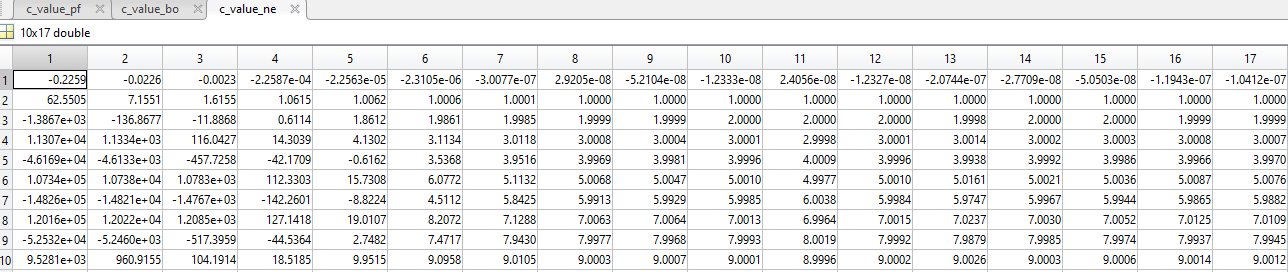 c_value_pf c_value_bo c_value_ne
10x17 double
1 2 3 4 5 6 7 8 9 10 11 12 13 14 15 16 17
1 -0.2259 -0.0226 -0.0023 -2.2587e-04 -2.2563e-05 -2.3105e-06 -3.0077e-07 2.9205e-08 -5.2104e-08 -1.2333e-08 2.4056e-08 -1.2327e-08 -2.0744e-07 -2.7709e-08 -5.0503e-08 -1.1943e-07 -1.0412e-07
2 62.5505 7.1551 1.6155 1.0615 1.0062 1.0006 1.0001 1.0000 1.0000 1.0000 1.0000 1.0000 1.0000 1.0000 1.0000 1.0000 1.0000
3 -1.3867e+03 -136.8677 -11.8868 0.6114 1.8612 1.9861 1.9985 1.9999 1.9999 2.0000 2.0000 2.0000 1.9998 2.0000 2.0000 1.9999 1.9999
4 1.1307e+04 1.1334e+03 116.0427 14.3039 4.1302 3.1134 3.0118 3.0008 3.0004 3.0001 2.9998 3.0001 3.0014 3.0002 3.0003 3.0008 3.0007
5 -4.6169e+04 -4.6133e+03 -457.7258 -42.1709 -0.6162 3.5368 3.9516 3.9969 3.9981 3.9996 4.0009 3.9996 3.9938 3.9992 3.9986 3.9966 3.9970
6 1.0734e+05 1.0738e+04 1.0783e+03 112.3303 15.7308 6.0772 5.1132 5.0068 5.0047 5.0010 4.9977 5.0010 5.0161 5.0021 5.0036 5.0087 5.0076
7 -1.4826e+05 -1.4821e+04 -1.4767e+03 -142.2601 -8.8224 4.5112 5.8425 5.9913 5.9929 5.9985 6.0038 5.9984 5.9747 5.9967 5.9944 5.9865 5.9882
8 1.2016e+05 1.2022e+04 1.2085e+03 127.1418 19.0107 8.2072 7.1288 7.0063 7.0064 7.0013 6.9964 7.0015 7.0237 7.0030 7.0052 7.0125 7.0109
9 -5.2532e+04 -5.2460e+03 -517.3959 -44.5364 2.7482 7.4717 7.9430 7.9977 7.9968 7.9993 8.0019 7.9992 7.9879 7.9985 7.9974 7.9937 7.9945
10 9.5281e+03 960.9155 104.1914 18.5185 9.9515 9.0958 9.0105 9.0003 9.0007 9.0001 8.9996 9.0002 9.0026 9.0003 9.0006 9.0014 9.0012